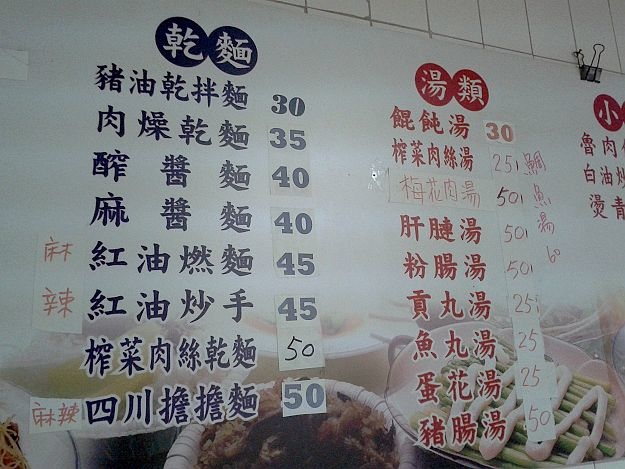 乾麵
豬油乾拌麵 30
肉燥乾麵 35
醡醬麵 40
麻醬麵 40
麻 紅油燃麵 45
辣 紅油炒手 45
榨菜肉絲乾麵 50
麻辣 四川擔擔麵 50
湯類
餛飩湯 30
榨菜肉絲湯 25
梅花肉湯 50
肝腱湯 50
粉腸湯 50
貢丸湯 25
魚丸湯 25
蛋花湯 25
豬腸湯 50
鯛魚湯 60
小
魯肉
白油炒
燙青